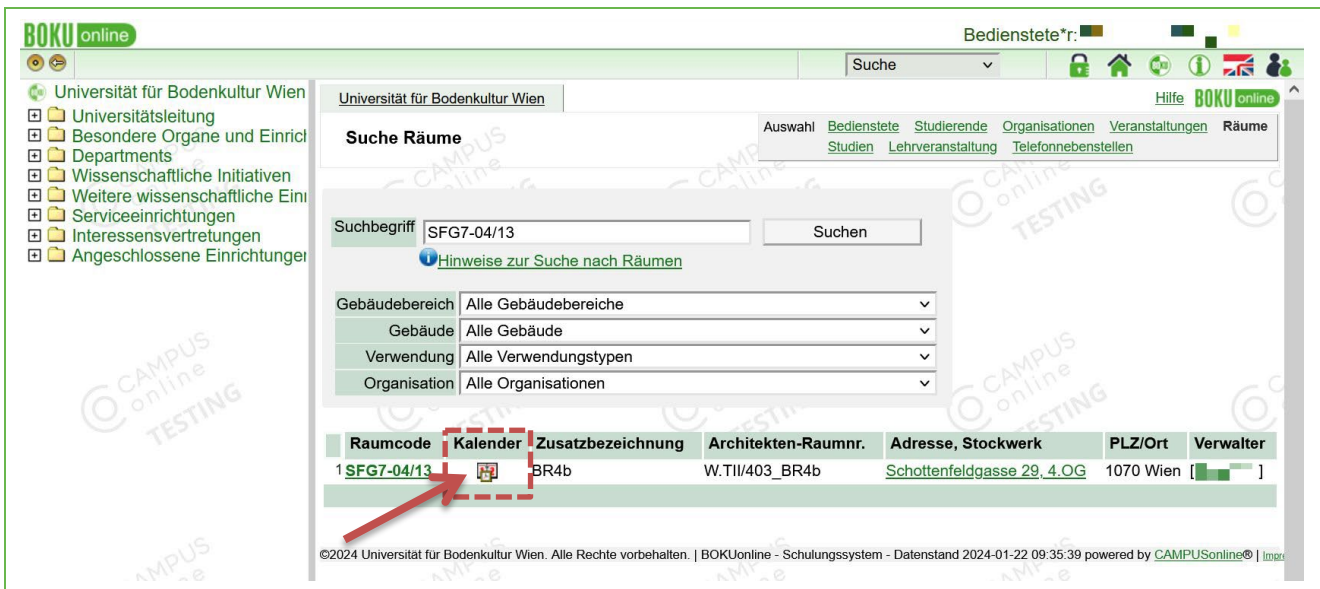 BOKU online
Bedienstete*r:
Suche
Universität für Bodenkultur Wien
Universitätsleitung
Besondere Organe und Einrich
Departments
Wissenschaftliche Initiativen
Weitere wissenschaftliche Einr
Serviceeinrichtungen
Interessensvertretungen
Angeschlossene Einrichtungen
Universität für Bodenkultur Wien
Hilfe BOKU online
Suche Räume
Auswahl Bedienstete Studierende Organisationen Veranstaltungen Räume
Studien Lehrveranstaltung Telefonnebenstellen
Suchbegriff SFG7-04/13 Suchen
Hinweise zur Suche nach Räumen
Gebäudebereich Alle Gebäudebereiche
Gebäude Alle Gebäude
Verwendung Alle Verwendungstypen
Organisation Alle Organisationen
Raumcode Kalender Zusatzbezeichnung Architekten-Raumnr. Adresse, Stockwerk PLZ/Ort Verwalter
1 SFG7-04/13 BR4b W.TII/403_BR4b Schottenfeldgasse 29, 4.OG 1070 Wien [ ]
©2024 Universität für Bodenkultur Wien. Alle Rechte vorbehalten. | BOKUonline - Schulungssystem - Datenstand 2024-01-22 09:35:39 powered by CAMPUSonline® | Impre
CAMPUS online TESTING